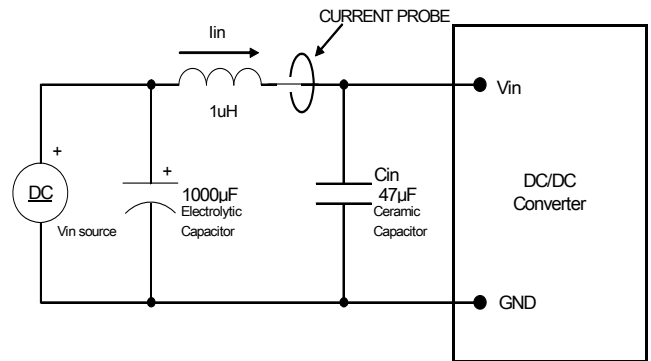 CURRENT PROBE
Iin
1uH
Vin
+
DC
Vin source
+
1000µF
Electrolytic
Capacitor
Cin
47µF
Ceramic
Capacitor
DC/DC
Converter
GND